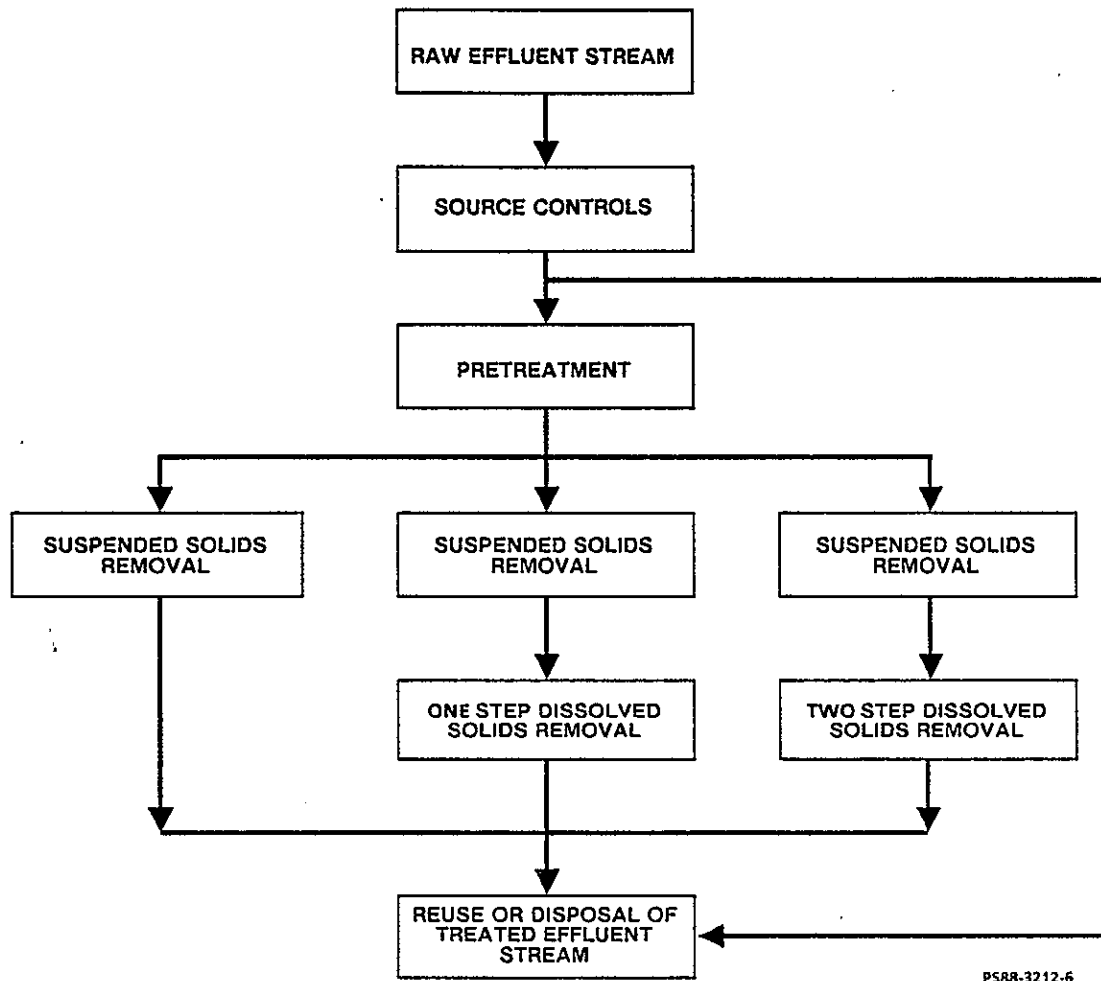 RAW EFFLUENT STREAM
SOURCE CONTROLS
PRETREATMENT
SUSPENDED SOLIDS
REMOVAL
SUSPENDED SOLIDS
REMOVAL
SUSPENDED SOLIDS
REMOVAL
ONE STEP DISSOLVED
SOLIDS REMOVAL
TWO STEP DISSOLVED
SOLIDS REMOVAL
REUSE OR DISPOSAL OF
TREATED EFFLUENT
STREAM
PS88-3212-6